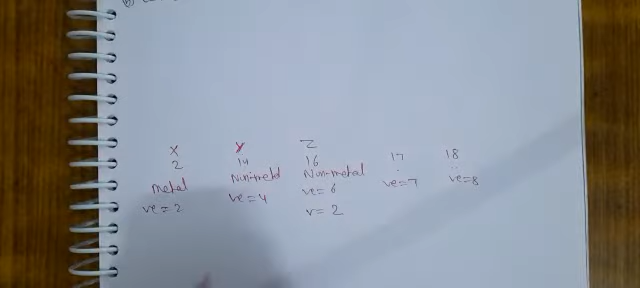 X Y Z
2 14 16 17 18
Metal Non-metal Non-metal
ve = 2 ve = 4 ve = 6 ve = 7 ve = 8
v = 2